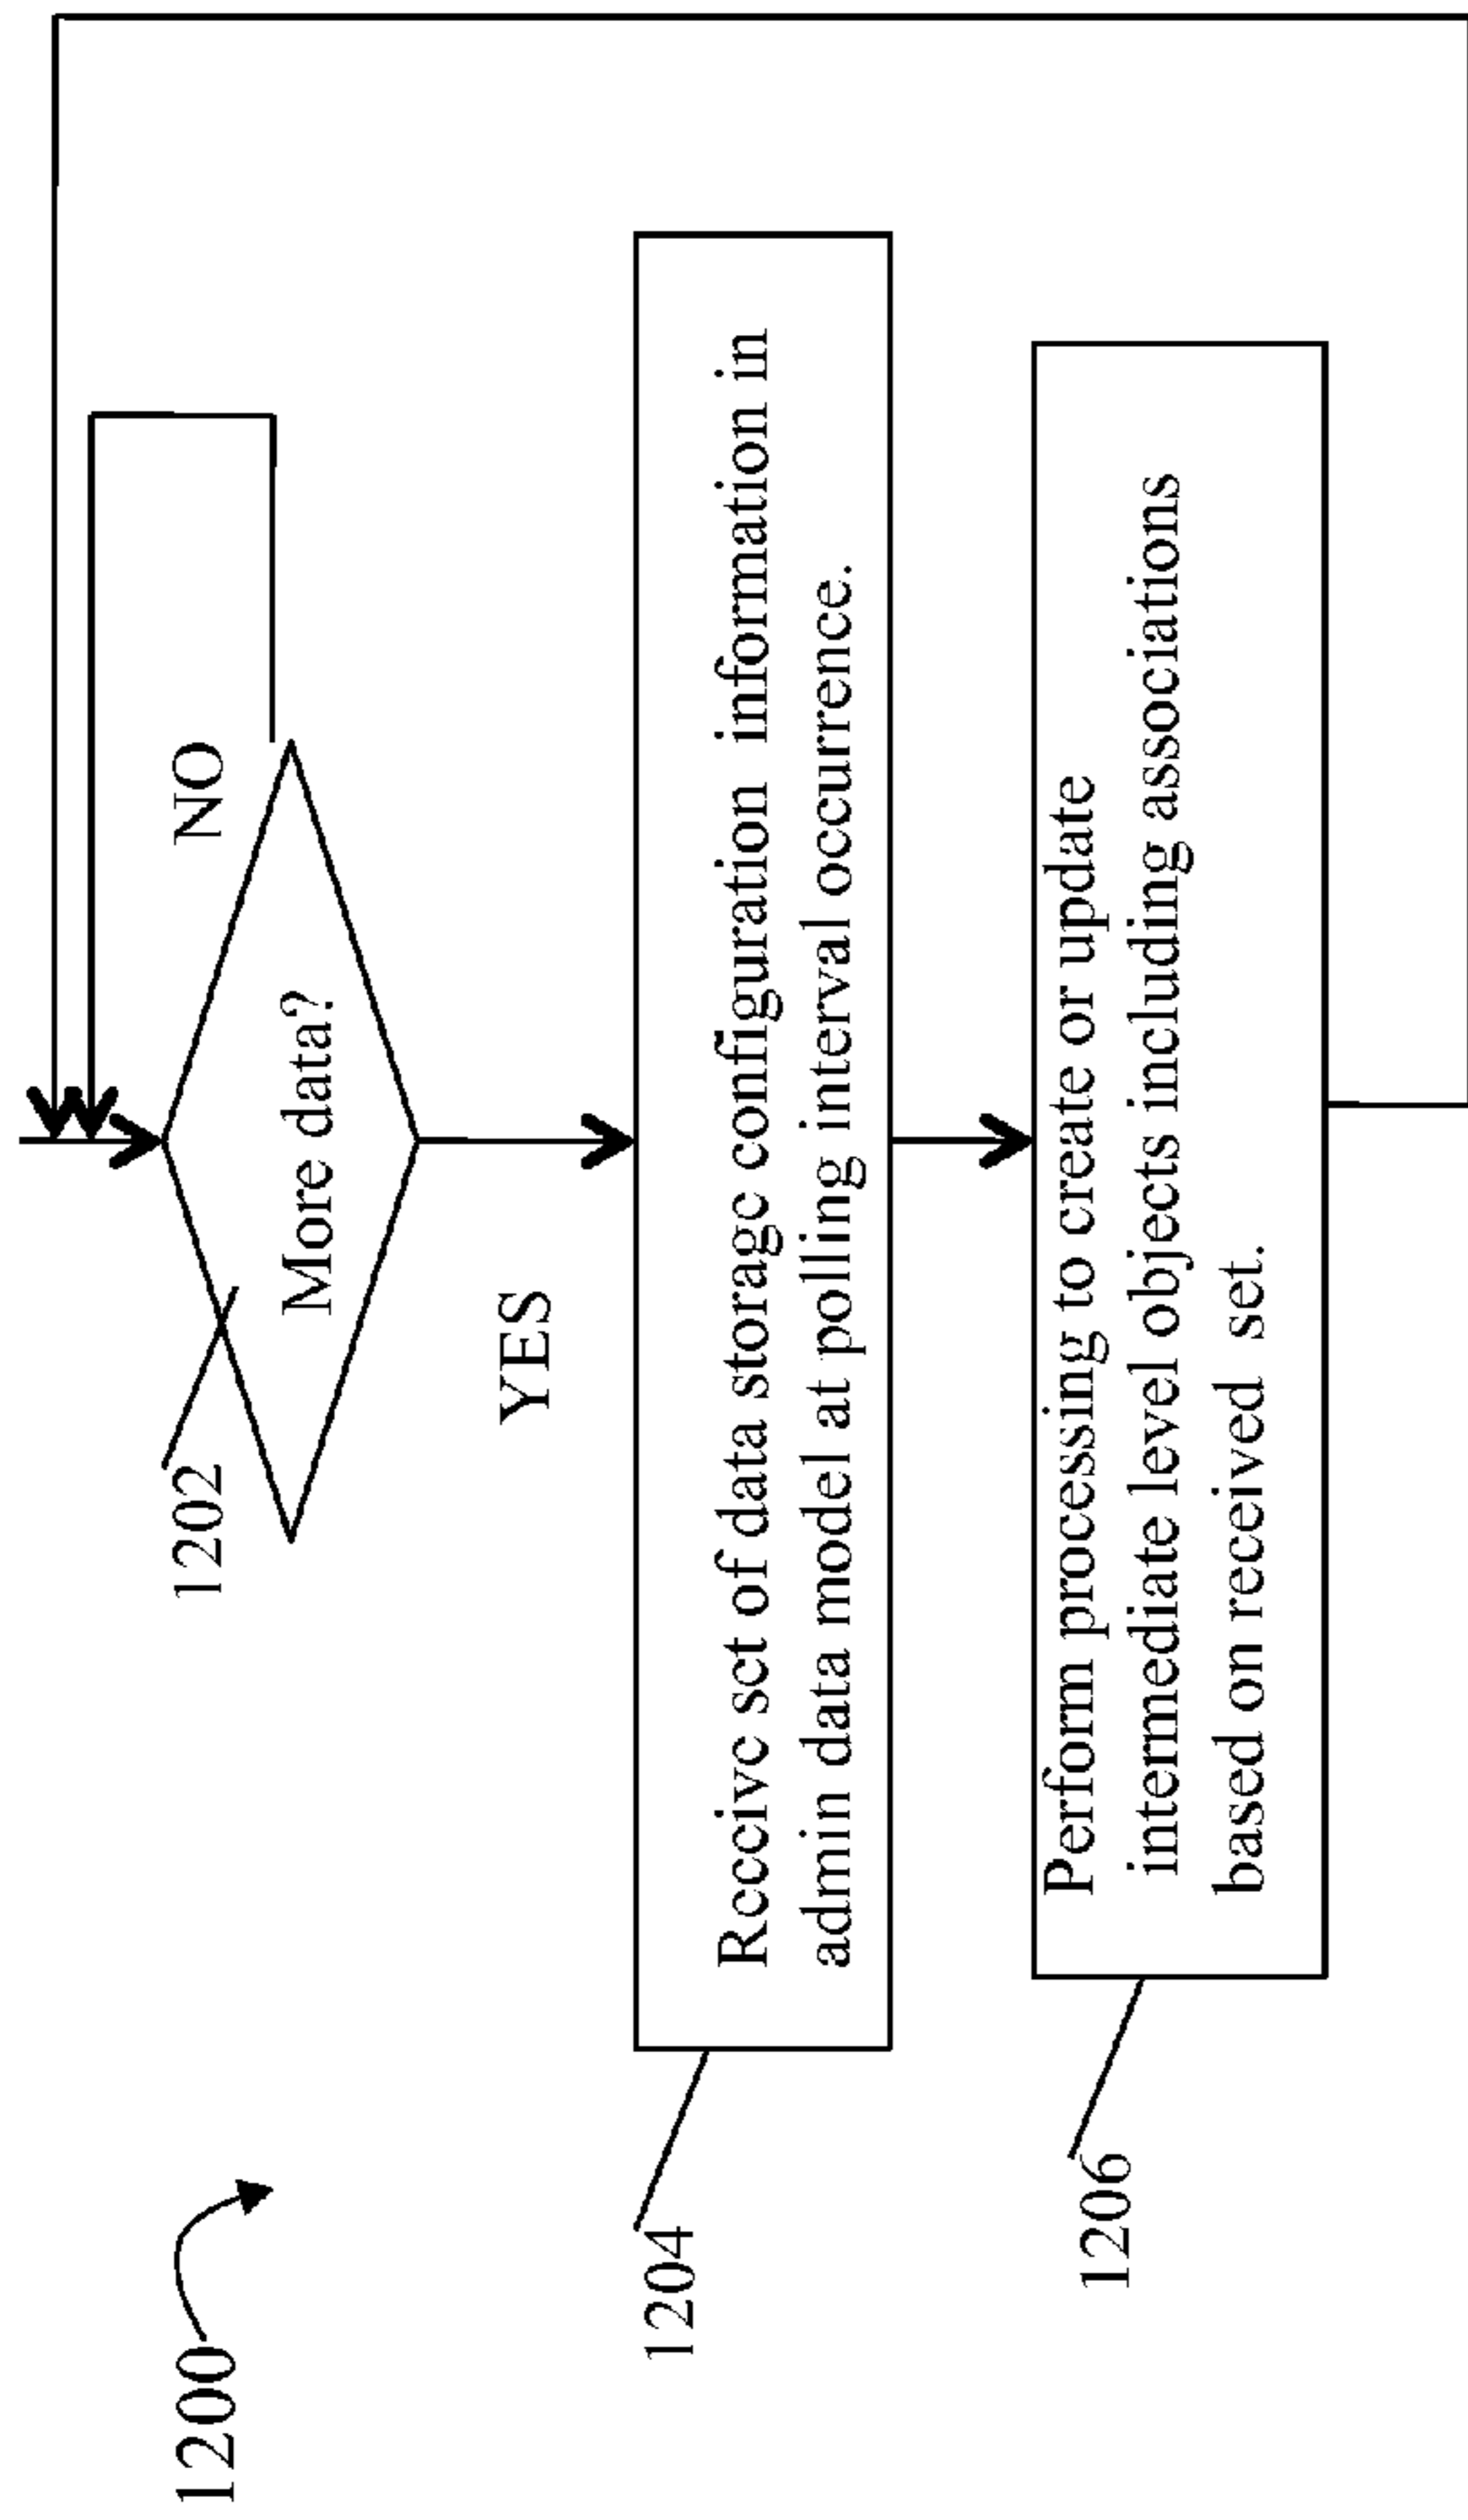 1200
1202
More data?
NO
YES
1204
Receive set of data storage configuration information in
admin data model at polling interval occurrence.
1206
Perform processing to create or update
intermediate level objects including associations
based on received set.